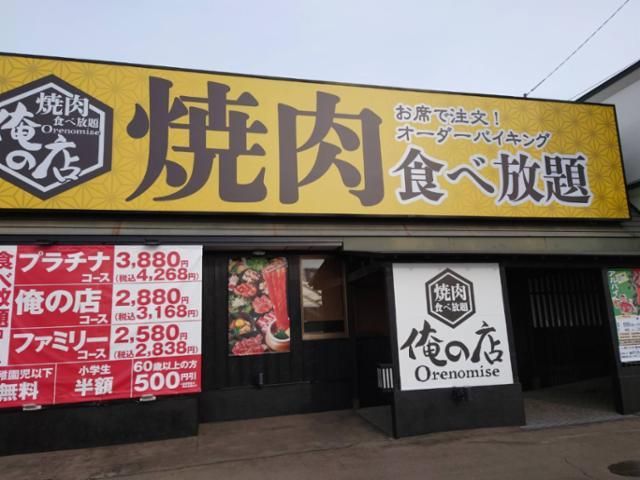 焼肉
食べ放題
俺の店
Orenomise
焼肉
お席で注文！
オーダーバイキング
食べ放題
食べ放題
プラチナ
コース
3,880円
(税込4,268円)
俺の店
コース
2,880円
(税込3,168円)
ファミリー
コース
2,580円
(税込2,838円)
稚園児以下
無料
小学生
半額
60歳以上の方
500円引
焼肉
食べ放題
俺の店
Orenomise